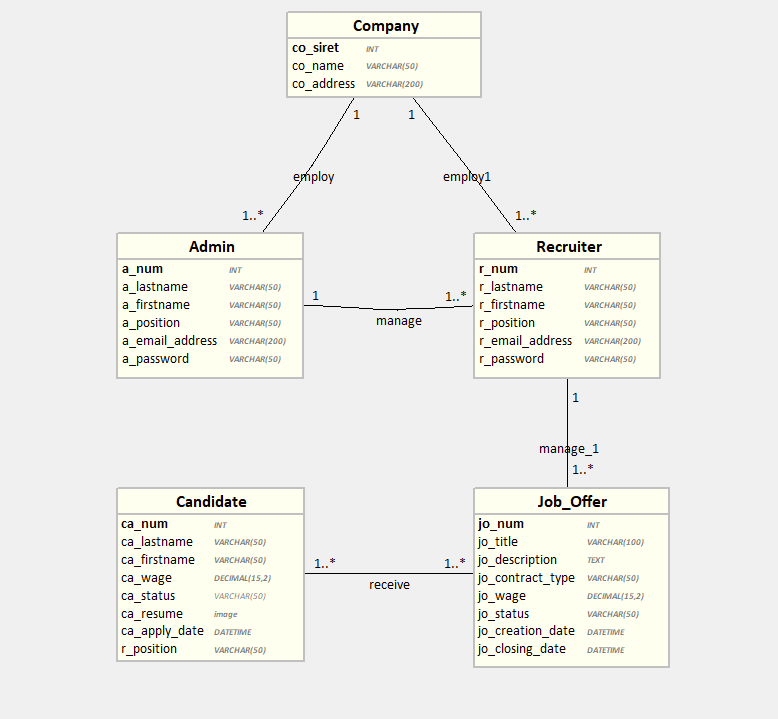 Company
co_siret INT
co_name VARCHAR(50)
co_address VARCHAR(200)
1 1
employ employ1
1..* 1..*
Admin
a_num INT
a_lastname VARCHAR(50)
a_firstname VARCHAR(50)
a_position VARCHAR(50)
a_email_address VARCHAR(200)
a_password VARCHAR(50)
1 1..*
manage
Recruiter
r_num INT
r_lastname VARCHAR(50)
r_firstname VARCHAR(50)
r_position VARCHAR(50)
r_email_address VARCHAR(200)
r_password VARCHAR(50)
1
manage_1
1..*
Candidate
ca_num INT
ca_lastname VARCHAR(50)
ca_firstname VARCHAR(50)
ca_wage DECIMAL(15,2)
ca_status VARCHAR(50)
ca_resume image
ca_apply_date DATETIME
r_position VARCHAR(50)
1..* 1..*
receive
Job_Offer
jo_num INT
jo_title VARCHAR(100)
jo_description TEXT
jo_contract_type VARCHAR(50)
jo_wage DECIMAL(15,2)
jo_status VARCHAR(50)
jo_creation_date DATETIME
jo_closing_date DATETIME